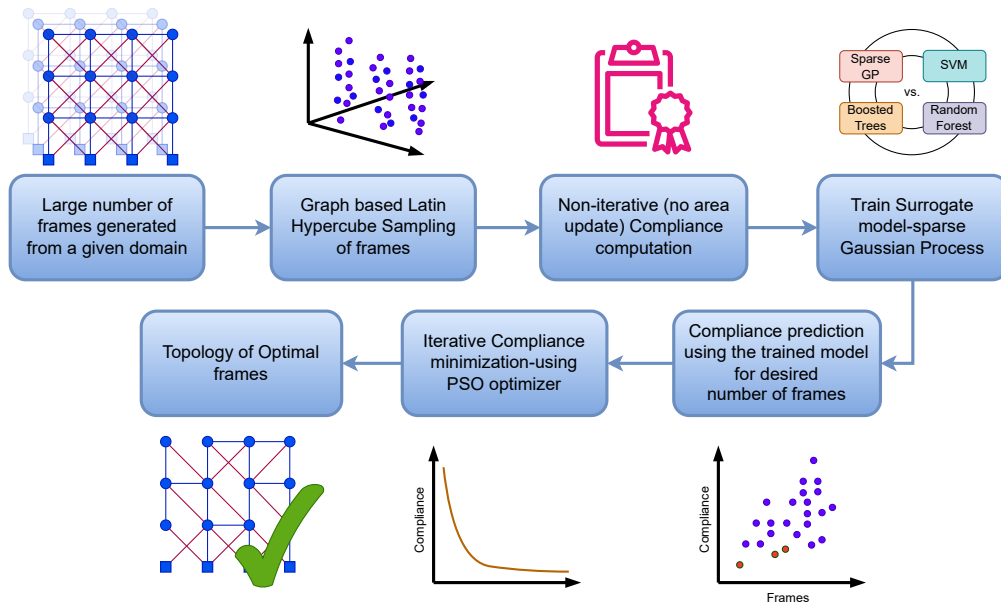 Sparse
GP
SVM
vs.
Boosted
Trees
Random
Forest
Large number of
frames generated
from a given domain
Graph based Latin
Hypercube Sampling
of frames
Non-iterative (no area
update) Compliance
computation
Train Surrogate
model-sparse
Gaussian Process
Topology of Optimal
frames
Iterative Compliance
minimization-using
PSO optimizer
Compliance prediction
using the trained model
for desired
number of frames
Compliance
Compliance
Frames